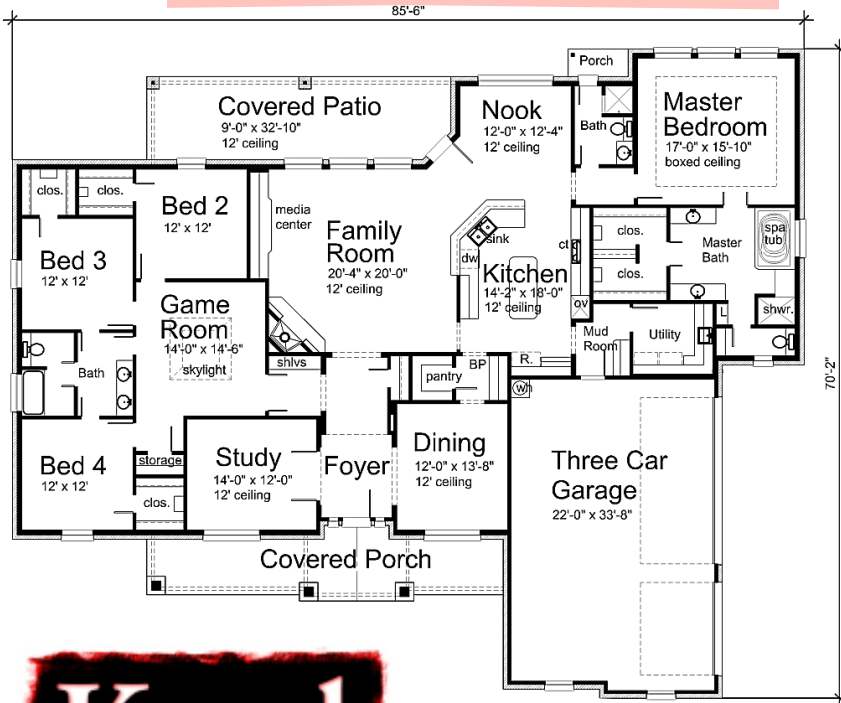 85'-6"
Porch
Covered Patio
9'-0" x 32'-10"
12' ceiling
Nook
12'-0" x 12'-4"
12' ceiling
Bath
Master
Bedroom
17'-0" x 15'-10"
boxed ceiling
clos.
clos.
Bed 2
12' x 12'
media
center
Family
Room
20'-4" x 20'-0"
12' ceiling
sink
dw
Kitchen
14'-2" x 18'-0"
12' ceiling
ct
ov
clos.
clos.
Master
Bath
spa
tub
shwr.
Bed 3
12' x 12'
Game
Room
14'-0" x 14'-6"
skylight
Mud
Room
Utility
shlvs
R.
BP
pantry
wh
Bath
70'-2"
Bed 4
12' x 12'
storage
clos.
Study
14'-0" x 12'-0"
12' ceiling
Foyer
Dining
12'-0" x 13'-8"
12' ceiling
Three Car
Garage
22'-0" x 33'-8"
Covered Porch